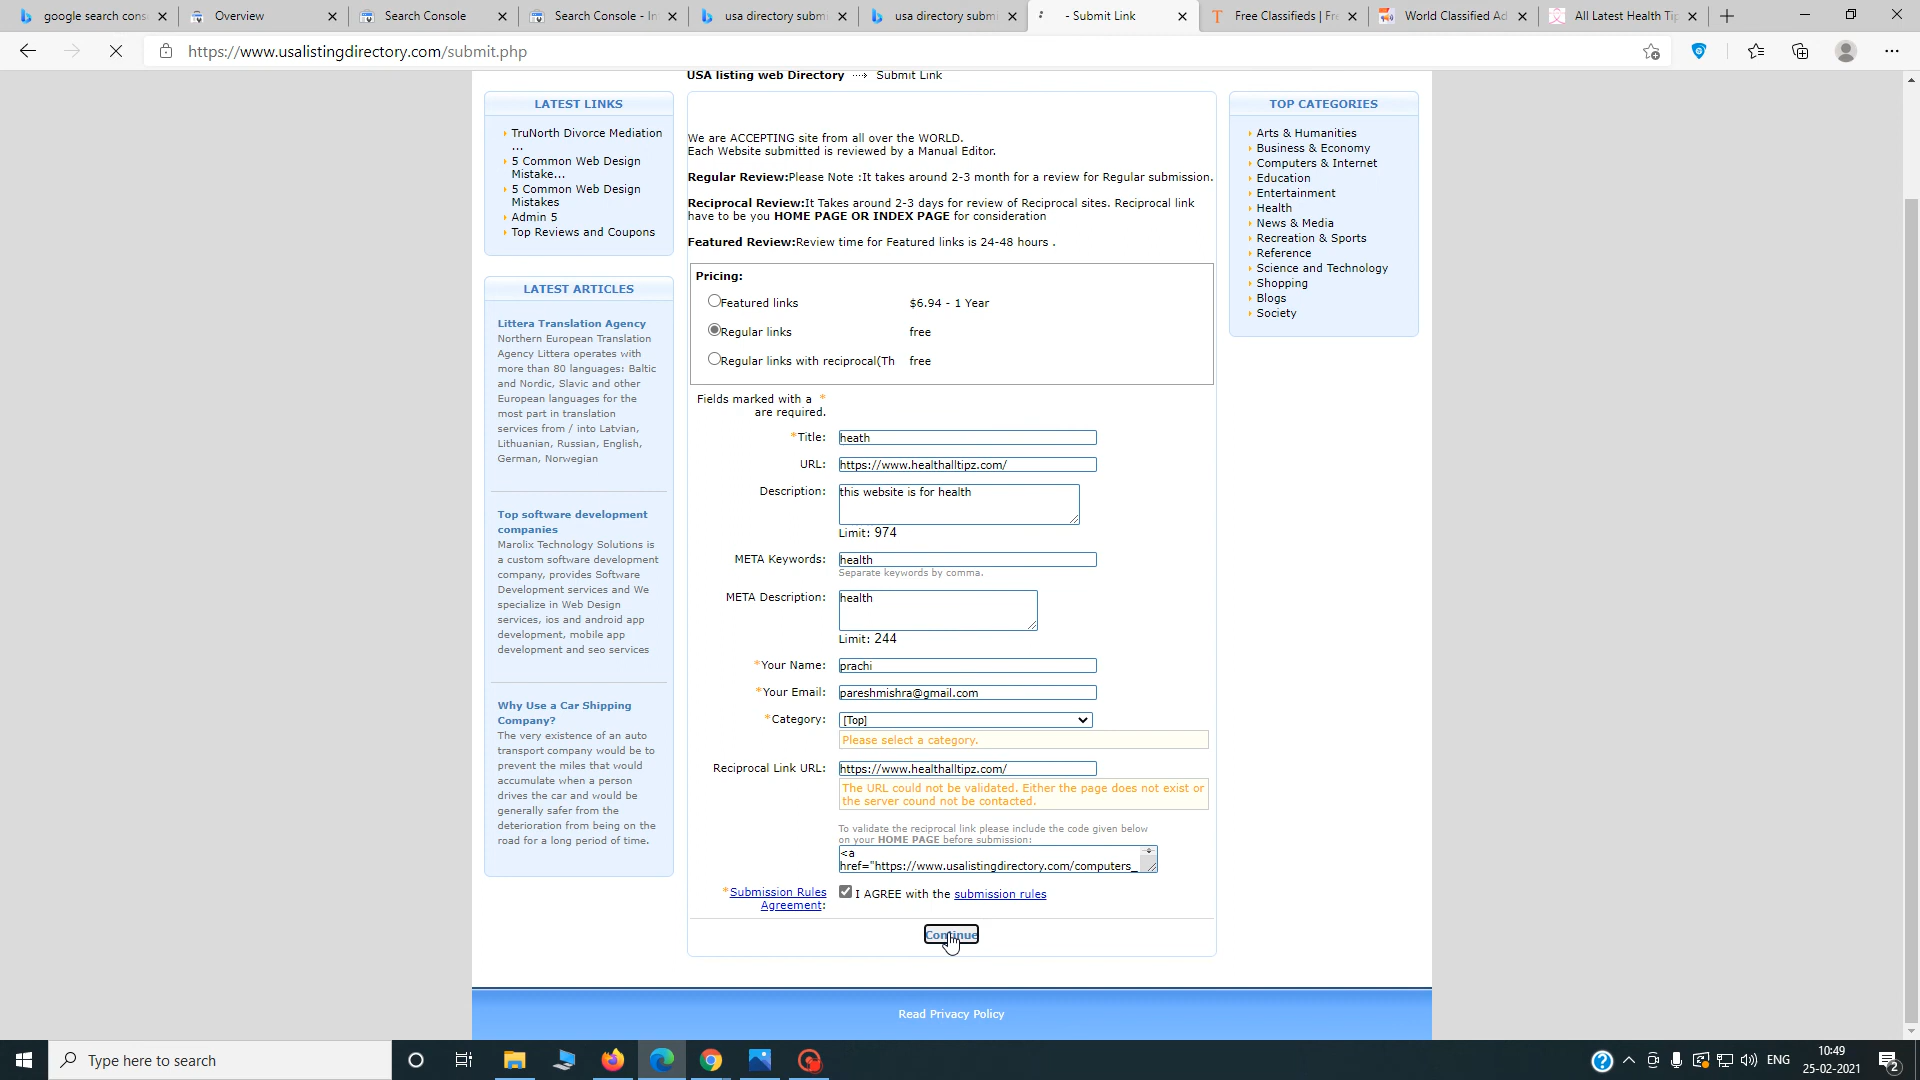 google search cons
Overview
Search Console
Search Console - In
usa directory submi
usa directory submi
- Submit Link
Free Classifieds | Fre
World Classified Ad
All Latest Health Tip
https://www.usalistingdirectory.com/submit.php
USA listing web Directory ···› Submit Link
LATEST LINKS
TruNorth Divorce Mediation
...
5 Common Web Design
Mistake...
5 Common Web Design
Mistakes
Admin 5
Top Reviews and Coupons
LATEST ARTICLES
Littera Translation Agency
Northern European Translation
Agency Littera operates with
more than 80 languages: Baltic
and Nordic, Slavic and other
European languages for the
most part in translation
services from / into Latvian,
Lithuanian, Russian, English,
German, Norwegian
Top software development
companies
Marolix Technology Solutions is
a custom software development
company, provides Software
Development services and We
specialize in Web Design
services, ios and android app
development, mobile app
development and seo services
Why Use a Car Shipping
Company?
The very existence of an auto
transport company would be to
prevent the miles that would
accumulate when a person
drives the car and would be
generally safer from the
deterioration from being on the
road for a long period of time.
We are ACCEPTING site from all over the WORLD.
Each Website submitted is reviewed by a Manual Editor.
Regular Review:Please Note :It takes around 2-3 month for a review for Regular submission.
Reciprocal Review:It Takes around 2-3 days for review of Reciprocal sites. Reciprocal link
have to be you HOME PAGE OR INDEX PAGE for consideration
Featured Review:Review time for Featured links is 24-48 hours .
Pricing:
Featured links $6.94 - 1 Year
Regular links free
Regular links with reciprocal(Th free
Fields marked with a *
are required.
*Title: heath
URL: https://www.healthalltipz.com/
Description: this website is for health
Limit: 974
META Keywords: health
Separate keywords by comma.
META Description: health
Limit: 244
*Your Name: prachi
*Your Email: pareshmishra@gmail.com
*Category: [Top]
Please select a category.
Reciprocal Link URL: https://www.healthalltipz.com/
The URL could not be validated. Either the page does not exist or
the server cound not be contacted.
To validate the reciprocal link please include the code given below
on your HOME PAGE before submission:
<a
href="https://www.usalistingdirectory.com/computers_
*Submission Rules
Agreement:
I AGREE with the submission rules
Continue
TOP CATEGORIES
Arts & Humanities
Business & Economy
Computers & Internet
Education
Entertainment
Health
News & Media
Recreation & Sports
Reference
Science and Technology
Shopping
Blogs
Society
Read Privacy Policy
Type here to search
ENG
10:49
25-02-2021
2